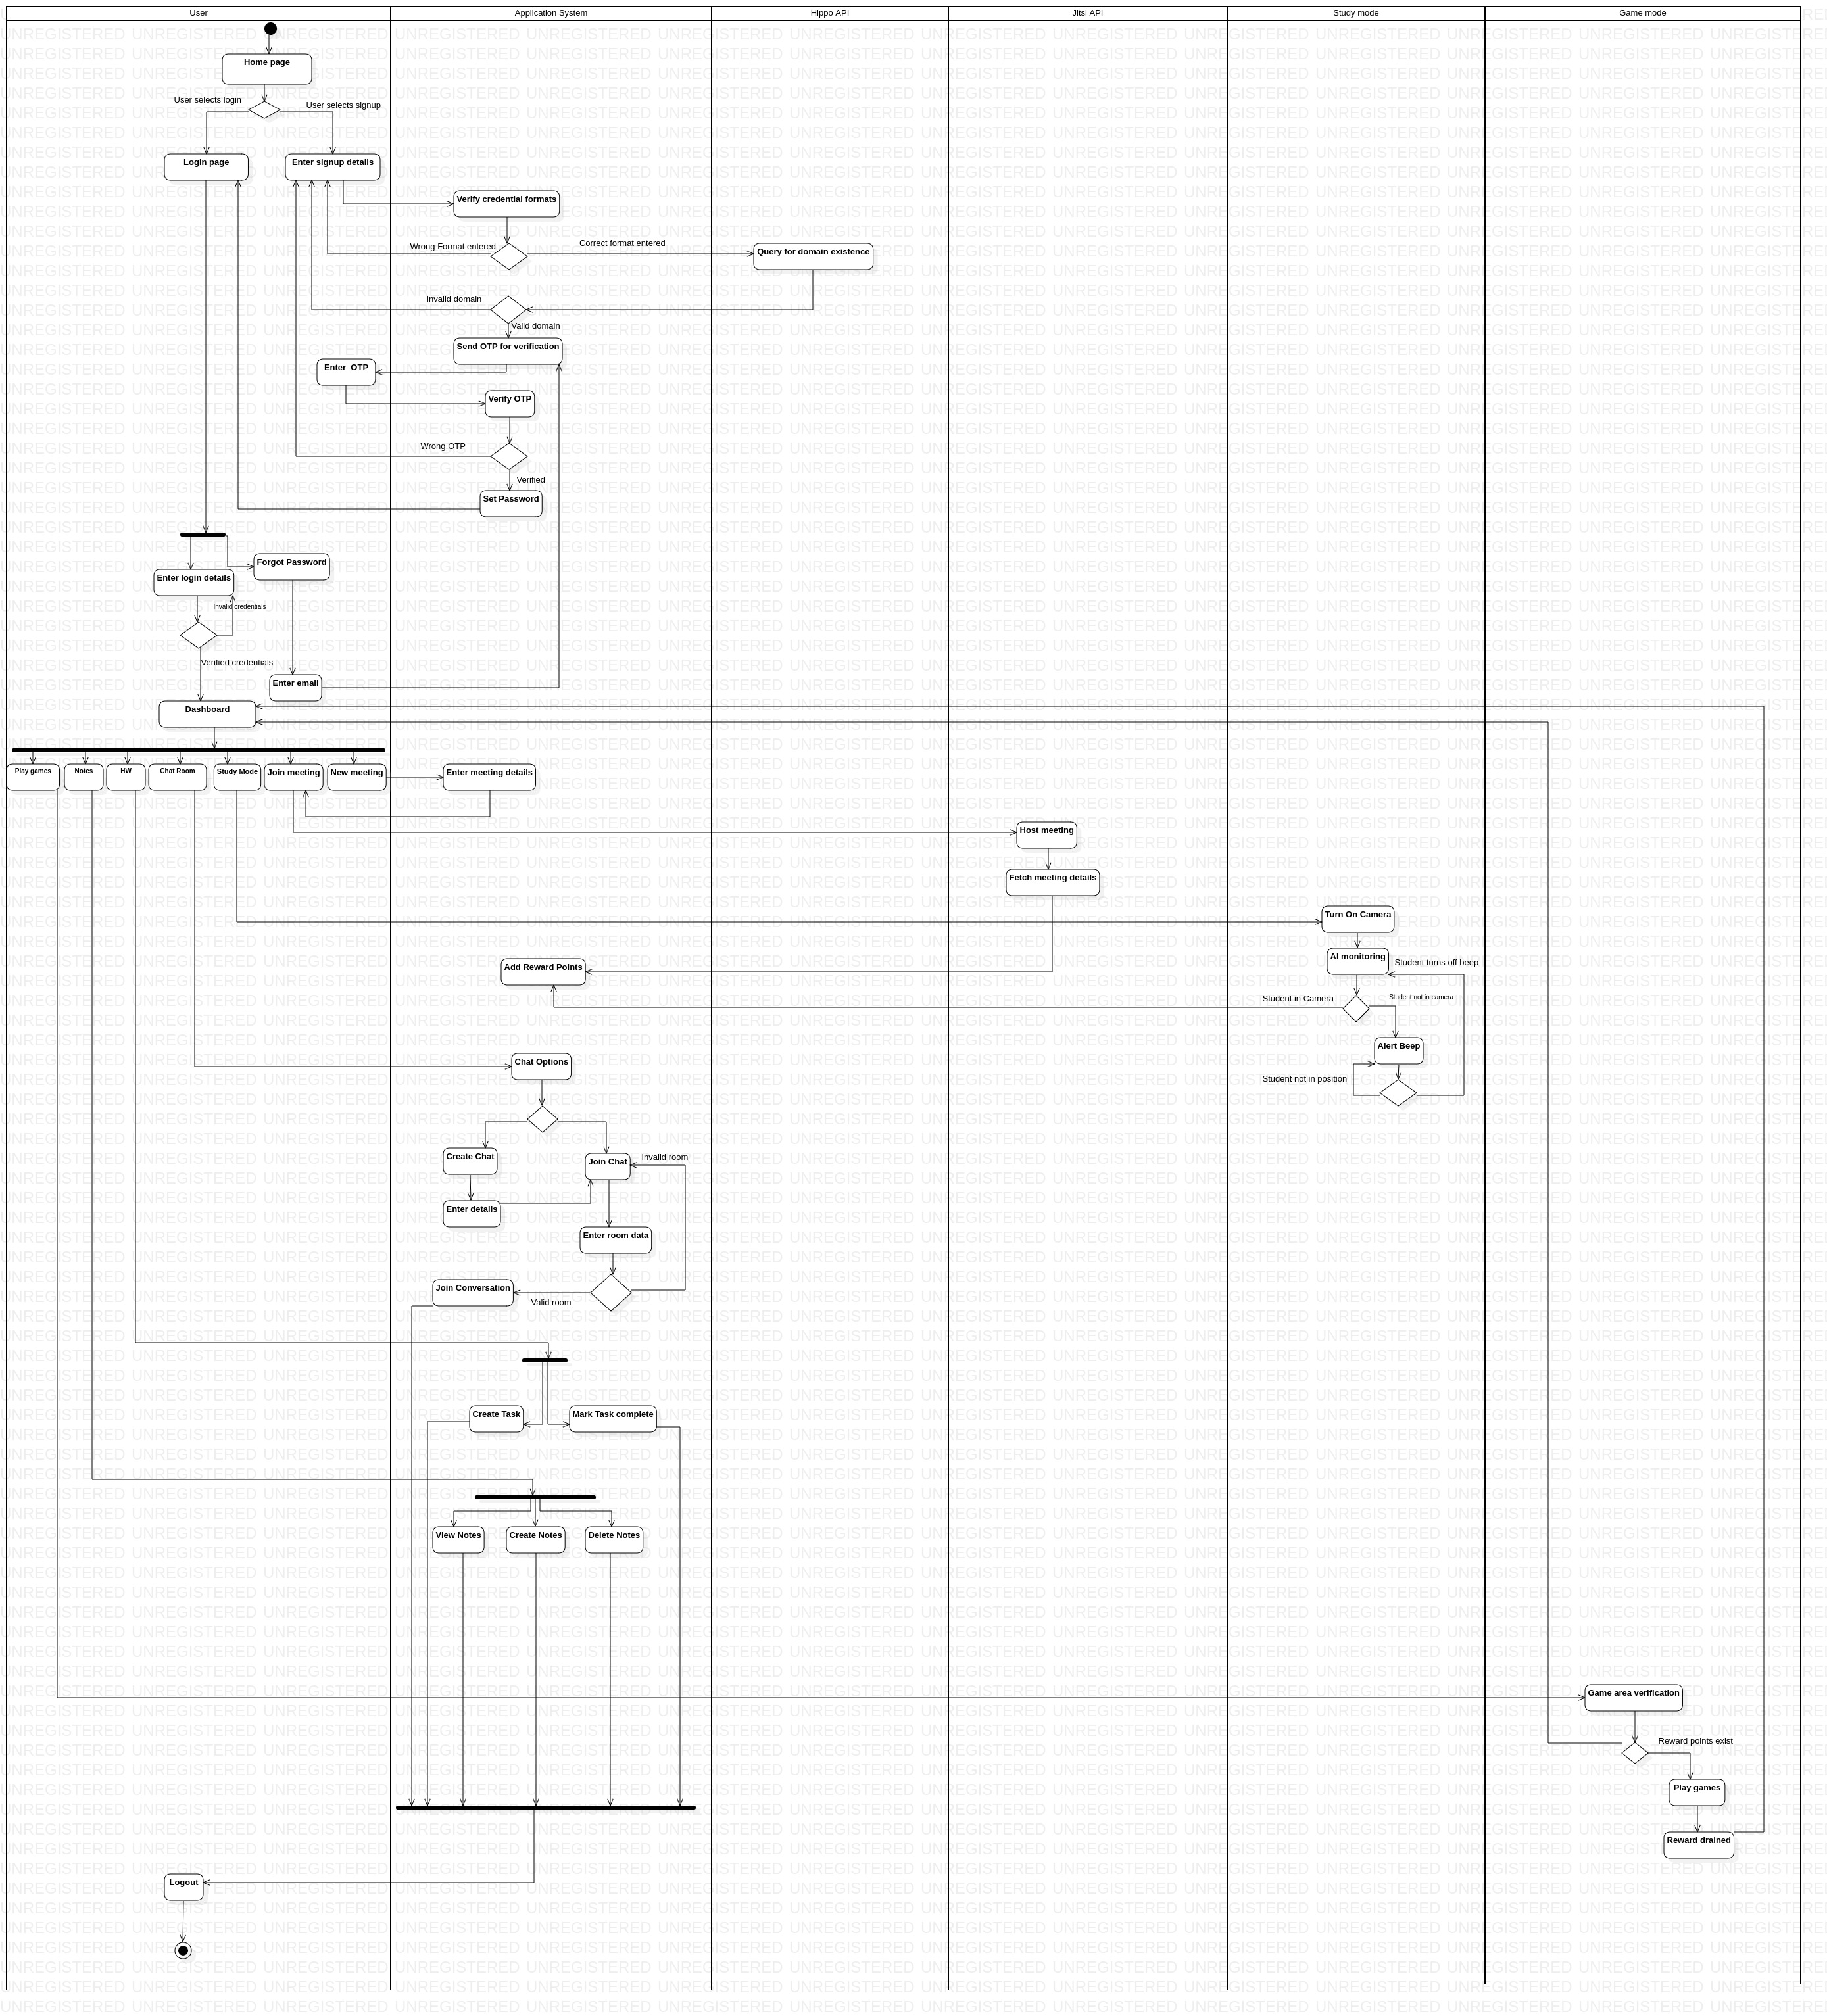 User
Application System
Hippo API
Jitsi API
Study mode
Game mode
Home page
User selects login
User selects signup
Login page
Enter signup details
Verify credential formats
Wrong Format entered
Correct format entered
Query for domain existence
Invalid domain
Valid domain
Send OTP for verification
Enter  OTP
Verify OTP
Wrong OTP
Verified
Set Password
Forgot Password
Enter login details
Invalid credentials
Verified credentials
Enter email
Dashboard
Play games
Notes
HW
Chat Room
Study Mode
Join meeting
New meeting
Enter meeting details
Host meeting
Fetch meeting details
Turn On Camera
AI monitoring
Student turns off beep
Add Reward Points
Student in Camera
Student not in camera
Alert Beep
Student not in position
Chat Options
Create Chat
Join Chat
Invalid room
Enter details
Enter room data
Join Conversation
Valid room
Create Task
Mark Task complete
View Notes
Create Notes
Delete Notes
Game area verification
Reward points exist
Play games
Reward drained
Logout
UNREGISTERED